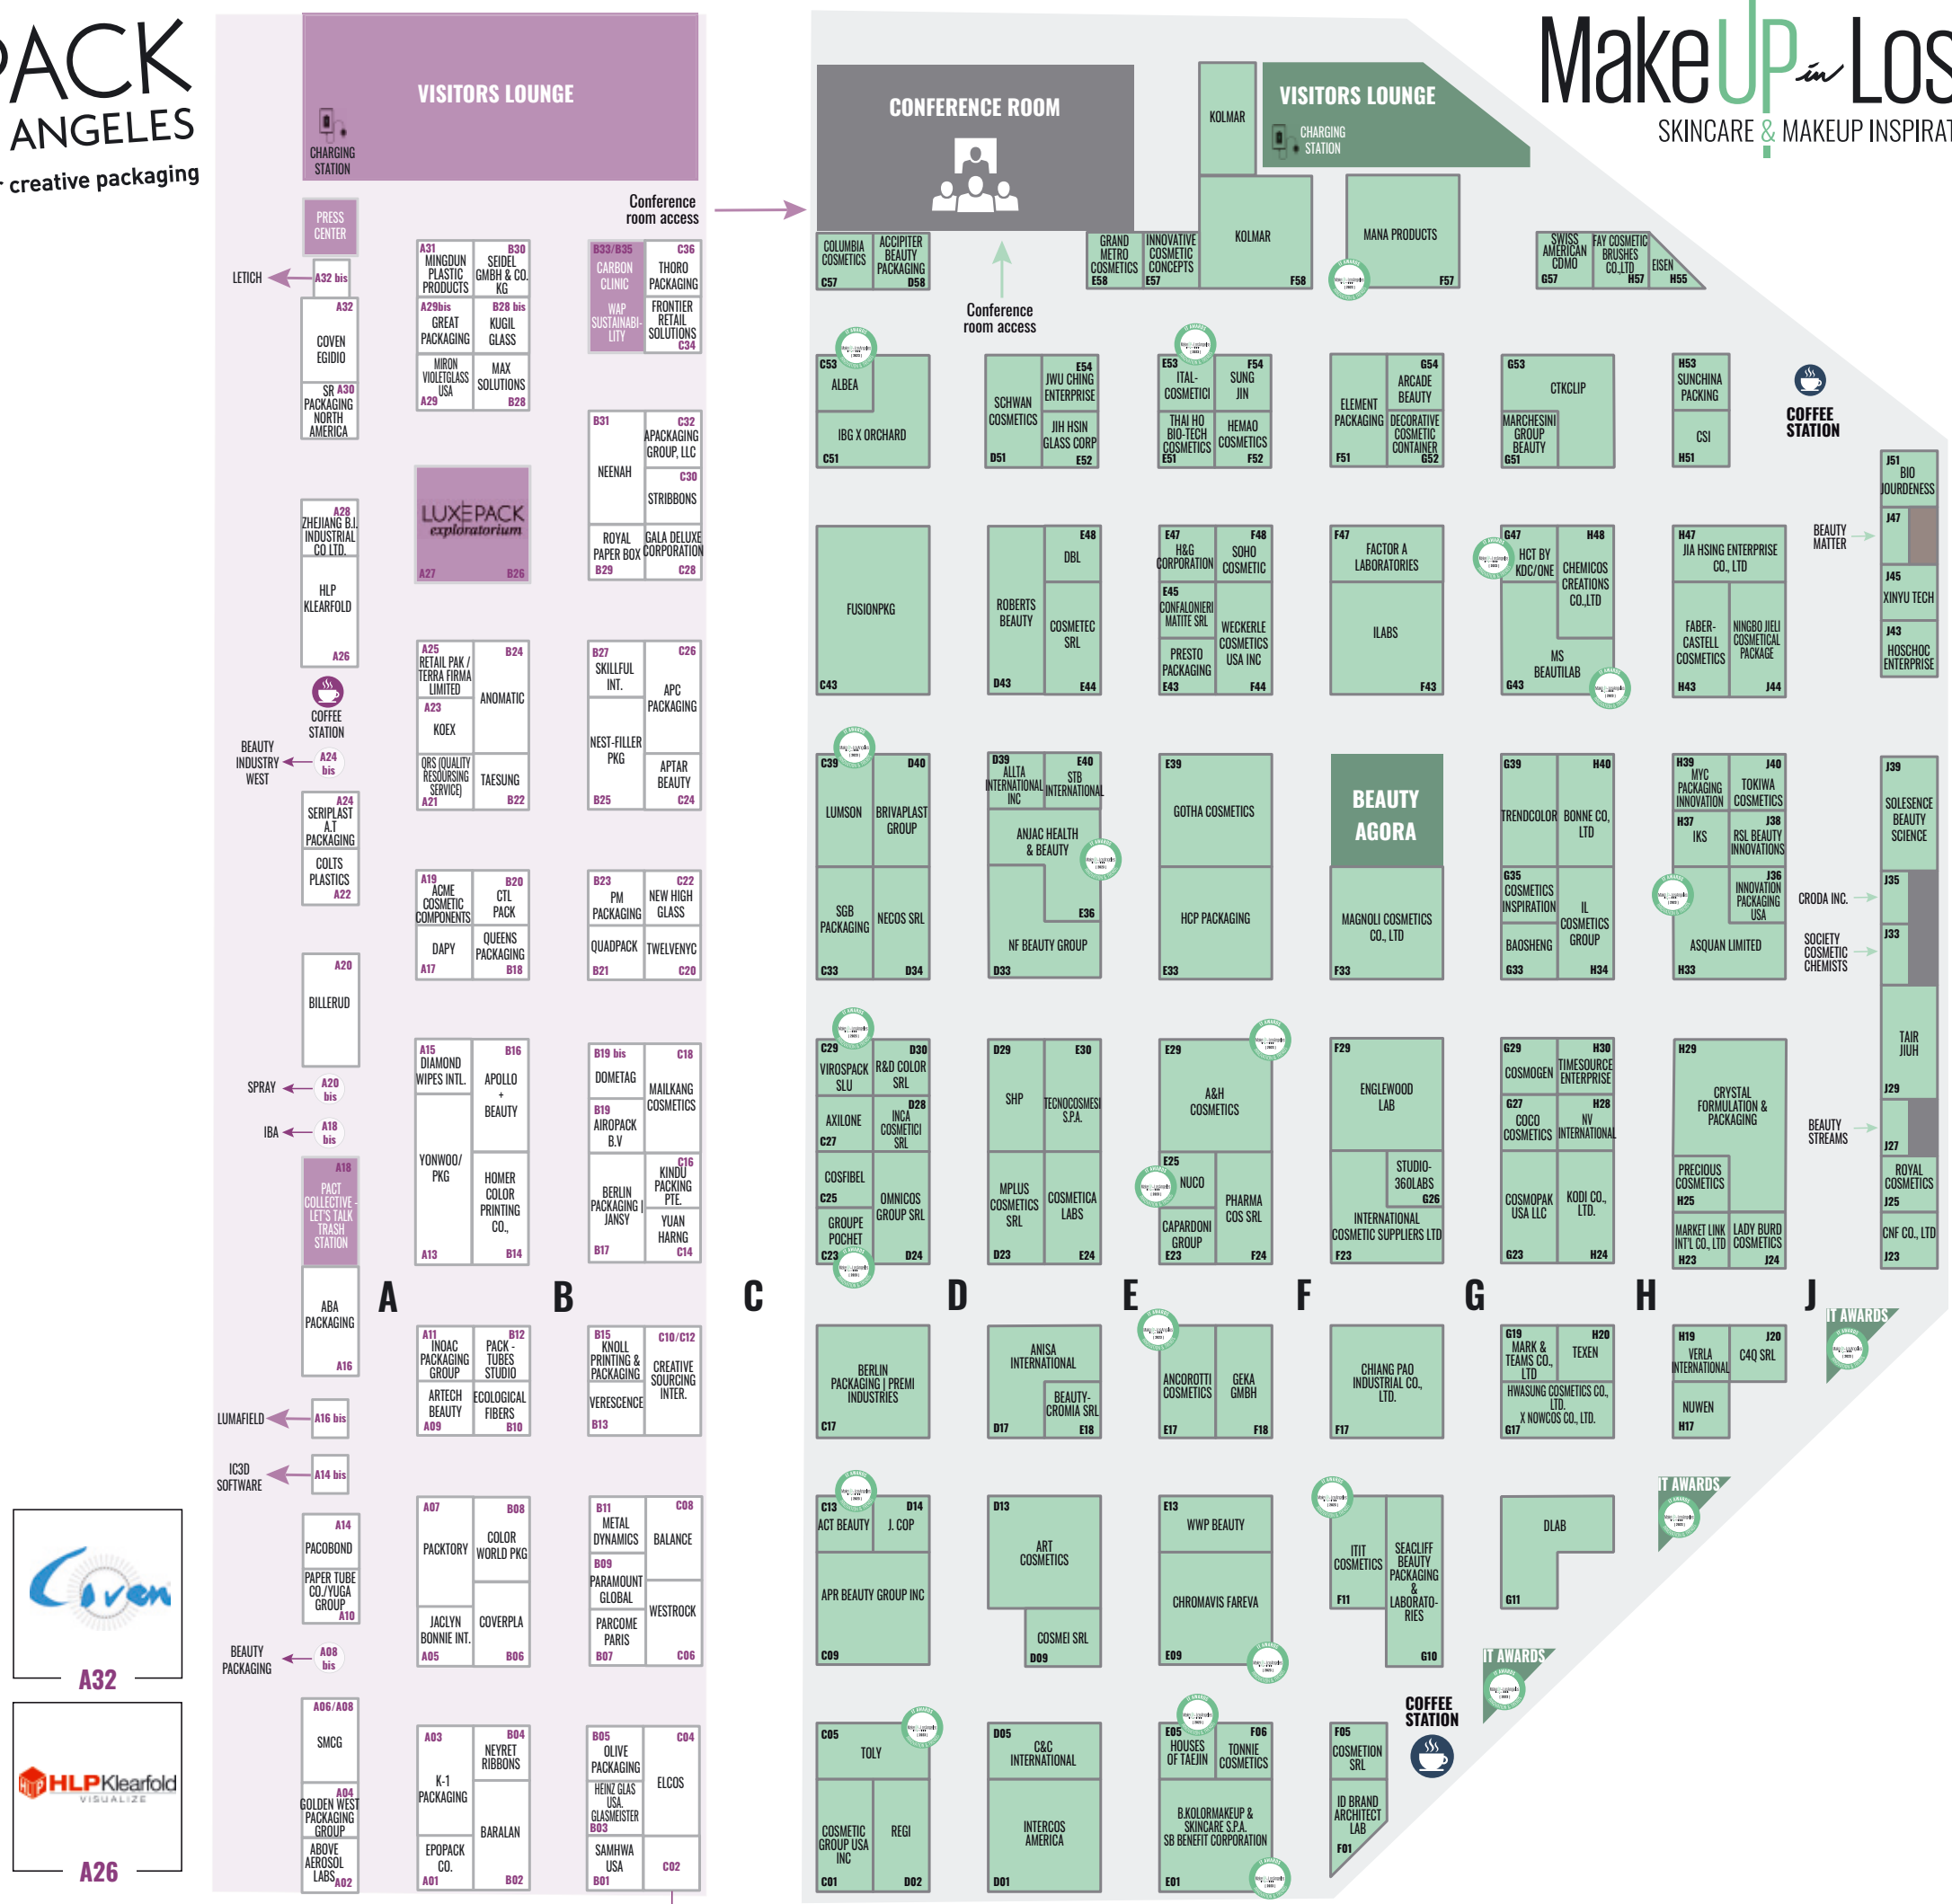 PACK
ANGELES
creative packaging
MakeUP in Los
SKINCARE & MAKEUP INSPIRAT
VISITORS LOUNGE
CHARGING
STATION
PRESS
CENTER
Conference
room access
LETICH
A32 bis
A32
COVEN
EGIDIO
SR A30
PACKAGING
NORTH
AMERICA
A28
ZHEJIANG B.I.
INDUSTRIAL
CO LTD.
HLP
KLEARFOLD
A26
COFFEE
STATION
BEAUTY
INDUSTRY
WEST
A24
bis
A24
SERIPLAST
A.T
PACKAGING
COLTS
PLASTICS
A22
A20
BILLERUD
SPRAY
A20
bis
IBA
A18
bis
A18
PACT
COLLECTIVE -
LET'S TALK
TRASH
STATION
ABA
PACKAGING
A16
LUMAFIELD
A16 bis
IC3D
SOFTWARE
A14 bis
A14
PACOBOND
PAPER TUBE
CO./YUGA
GROUP
A10
BEAUTY
PACKAGING
A08
bis
A06/A08
SMCG
A04
GOLDEN WEST
PACKAGING
GROUP
ABOVE
AEROSOL
LABS
A02
Coven
A32
HLP Klearfold
VISUALIZE
A26
A31
MINGDUN
PLASTIC
PRODUCTS
B30
SEIDEL
GMBH & CO.
KG
A29bis
GREAT
PACKAGING
B28 bis
KUGIL
GLASS
MIRON
VIOLETGLASS
USA
A29
MAX
SOLUTIONS
B28
LUXEPACK
exploratorium
A27
B26
A25
RETAIL PAK /
TERRA FIRMA
LIMITED
B24
ANOMATIC
A23
KOEX
QRS (QUALITY
RESOURSING
SERVICE)
A21
TAESUNG
B22
A19
ACME
COSMETIC
COMPONENTS
B20
CTL
PACK
DAPY
A17
QUEENS
PACKAGING
B18
A15
DIAMOND
WIPES INTL.
B16
APOLLO
+
BEAUTY
YONWOO/
PKG
A13
HOMER
COLOR
PRINTING
CO.,
B14
A
B
C
D
E
F
G
H
J
A11
INOAC
PACKAGING
GROUP
B12
PACK -
TUBES
STUDIO
ARTECH
BEAUTY
A09
ECOLOGICAL
FIBERS
B10
A07
PACKTORY
B08
COLOR
WORLD PKG
JACLYN
BONNIE INT.
A05
COVERPLA
B06
A03
K-1
PACKAGING
B04
NEYRET
RIBBONS
EPOPACK
CO.
A01
BARALAN
B02
B33/B35
CARBON
CLINIC
WAP
SUSTAINABI-
LITY
C36
THORO
PACKAGING
FRONTIER
RETAIL
SOLUTIONS
C34
B31
NEENAH
C32
APACKAGING
GROUP, LLC
C30
STRIBBONS
ROYAL
PAPER BOX
B29
GALA DELUXE
CORPORATION
C28
B27
SKILLFUL
INT.
C26
APC
PACKAGING
NEST-FILLER
PKG
B25
APTAR
BEAUTY
C24
B23
PM
PACKAGING
C22
NEW HIGH
GLASS
QUADPACK
B21
TWELVENYC
C20
B19 bis
DOMETAG
C18
MAILKANG
COSMETICS
B19
AIROPACK
B.V
BERLIN
PACKAGING |
JANSY
B17
C16
KINDU
PACKING
PTE.
YUAN
HARNG
C14
B15
KNOLL
PRINTING &
PACKAGING
C10/C12
CREATIVE
SOURCING
INTER.
VERESCENCE
B13
B11
METAL
DYNAMICS
C08
BALANCE
B09
PARAMOUNT
GLOBAL
WESTROCK
C06
PARCOME
PARIS
B07
B05
OLIVE
PACKAGING
C04
ELCOS
HEINZ GLAS
USA.
GLASMEISTER
B03
SAMHWA
USA
B01
C02
CONFERENCE ROOM
COLUMBIA
COSMETICS
C57
ACCIPITER
BEAUTY
PACKAGING
D58
Conference
room access
GRAND
METRO
COSMETICS
E58
INNOVATIVE
COSMETIC
CONCEPTS
E57
KOLMAR
KOLMAR
F58
VISITORS LOUNGE
CHARGING
STATION
MANA PRODUCTS
F57
SWISS
AMERICAN
CDMO
G57
FAY COSMETIC
BRUSHES
CO.,LTD
H57
EISEN
H55
C53
ALBEA
IBG X ORCHARD
C51
SCHWAN
COSMETICS
D51
E54
JWU CHING
ENTERPRISE
JIH HSIN
GLASS CORP
E52
E53
ITAL-
COSMETICI
F54
SUNG
JIN
THAI HO
BIO-TECH
COSMETICS
E51
HEMAO
COSMETICS
F52
ELEMENT
PACKAGING
F51
G54
ARCADE
BEAUTY
DECORATIVE
COSMETIC
CONTAINER
G52
G53
CTKCLIP
MARCHESINI
GROUP
BEAUTY
G51
H53
SUNCHINA
PACKING
CSI
H51
COFFEE
STATION
J51
BIO
JOURDENESS
BEAUTY
MATTER
J47
J45
XINYU TECH
J43
HOSCHOC
ENTERPRISE
FUSIONPKG
C43
ROBERTS
BEAUTY
D43
E48
DBL
COSMETEC
SRL
E44
E47
H&G
CORPORATION
F48
SOHO
COSMETIC
E45
CONFALONIERI
MATITE SRL
WECKERLE
COSMETICS
USA INC
F44
PRESTO
PACKAGING
E43
F47
FACTOR A
LABORATORIES
ILABS
F43
G47
HCT BY
KDC/ONE
H48
CHEMICOS
CREATIONS
CO.,LTD
MS
BEAUTILAB
G43
H47
JIA HSING ENTERPRISE
CO., LTD
FABER-
CASTELL
COSMETICS
H43
NINGBO JIELI
COSMETICAL
PACKAGE
J44
C39
LUMSON
D40
BRIVAPLAST
GROUP
SGB
PACKAGING
C33
NECOS SRL
D34
D39
ALLTA
INTERNATIONAL
INC
E40
STB
INTERNATIONAL
ANJAC HEALTH
& BEAUTY
E36
NF BEAUTY GROUP
D33
E39
GOTHA COSMETICS
HCP PACKAGING
E33
BEAUTY
AGORA
MAGNOLI COSMETICS
CO., LTD
F33
G39
TRENDCOLOR
H40
BONNE CO,
LTD
G35
COSMETICS
INSPIRATION
IL
COSMETICS
GROUP
H34
BAOSHENG
G33
H39
MYC
PACKAGING
INNOVATION
J40
TOKIWA
COSMETICS
H37
IKS
J38
RSL BEAUTY
INNOVATIONS
J36
INNOVATION
PACKAGING
USA
ASQUAN LIMITED
H33
J39
SOLESENCE
BEAUTY
SCIENCE
CRODA INC.
J35
SOCIETY
COSMETIC
CHEMISTS
J33
TAIR
JIUH
J29
BEAUTY
STREAMS
J27
ROYAL
COSMETICS
J25
CNF CO., LTD
J23
C29
VIROSPACK
SLU
D30
R&D COLOR
SRL
AXILONE
C27
D28
INCA
COSMETICI
SRL
COSFIBEL
C25
OMNICOS
GROUP SRL
D24
GROUPE
POCHET
C23
D29
SHP
E30
TECNOCOSMESI
S.P.A.
MPLUS
COSMETICS
SRL
D23
COSMETICA
LABS
E24
E29
A&H
COSMETICS
E25
NUCO
PHARMA
COS SRL
F24
CAPARDONI
GROUP
E23
F29
ENGLEWOOD
LAB
STUDIO-
360LABS
G26
INTERNATIONAL
COSMETIC SUPPLIERS LTD
F23
G29
COSMOGEN
H30
TIMESOURCE
ENTERPRISE
G27
COCO
COSMETICS
H28
NV
INTERNATIONAL
COSMOPAK
USA LLC
G23
KODI CO.,
LTD.
H24
H29
CRYSTAL
FORMULATION &
PACKAGING
PRECIOUS
COSMETICS
H25
MARKET LINK
INT'L CO., LTD
H23
LADY BURD
COSMETICS
J24
BERLIN
PACKAGING | PREMI
INDUSTRIES
C17
ANISA
INTERNATIONAL
D17
BEAUTY-
CROMIA SRL
E18
ANCOROTTI
COSMETICS
E17
GEKA
GMBH
F18
CHIANG PAO
INDUSTRIAL CO.,
LTD.
F17
G19
MARK &
TEAMS CO.,
LTD
H20
TEXEN
HWASUNG COSMETICS CO.,
LTD.
X NOWCOS CO., LTD.
G17
H19
VERLA
INTERNATIONAL
J20
C4Q SRL
NUWEN
H17
IT AWARDS
C13
ACT BEAUTY
D14
J. COP
APR BEAUTY GROUP INC
C09
D13
ART
COSMETICS
COSMEI SRL
D09
E13
WWP BEAUTY
CHROMAVIS FAREVA
E09
ITIT
COSMETICS
F11
SEACLIFF
BEAUTY
PACKAGING
&
LABORATO-
RIES
G10
DLAB
G11
IT AWARDS
IT AWARDS
C05
TOLY
COSMETIC
GROUP USA
INC
C01
REGI
D02
D05
C&C
INTERNATIONAL
INTERCOS
AMERICA
D01
E05
HOUSES
OF TAEJIN
F06
TONNIE
COSMETICS
B.KOLORMAKEUP &
SKINCARE S.P.A.
SB BENEFIT CORPORATION
E01
F05
COSMETION
SRL
ID BRAND
ARCHITECT
LAB
F01
COFFEE
STATION